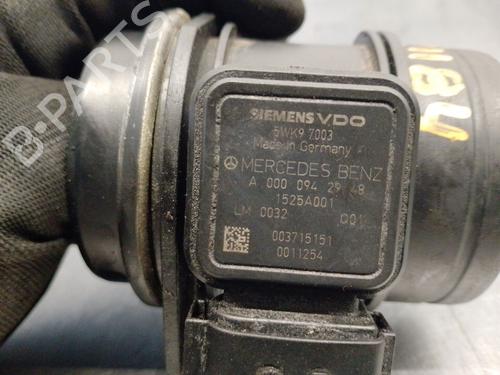 B-PARTS
SIEMENS VDO
5WK9 7003
Made in Germany
MERCEDES BENZ
A 000 094 29 48
1525A001
LM 0032 Q01
003715151
0011254